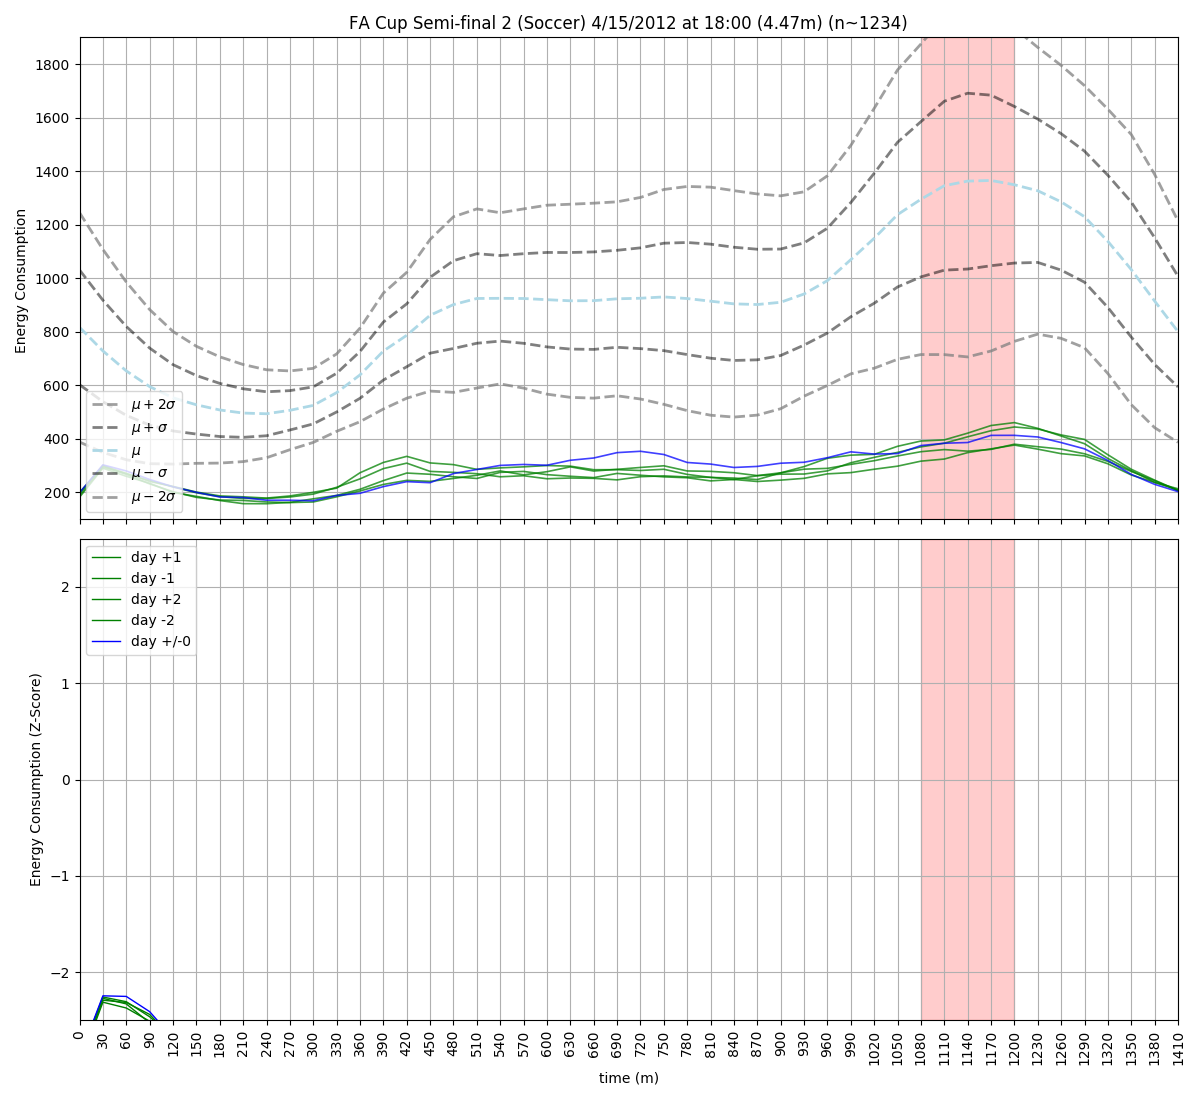 FA Cup Semi-final 2 (Soccer) 4/15/2012 at 18:00 (4.47m) (n~1234)
Energy Consumption
1800
1600
1400
1200
1000
800
600
400
200
μ + 2σ
μ + σ
μ
μ − σ
μ − 2σ
Energy Consumption (Z-Score)
2
1
0
−1
−2
day +1
day -1
day +2
day -2
day +/-0
0 30 60 90 120 150 180 210 240 270 300 330 360 390 420 450 480 510 540 570 600 630 660 690 720 750 780 810 840 870 900 930 960 990 1020 1050 1080 1110 1140 1170 1200 1230 1260 1290 1320 1350 1380 1410
time (m)